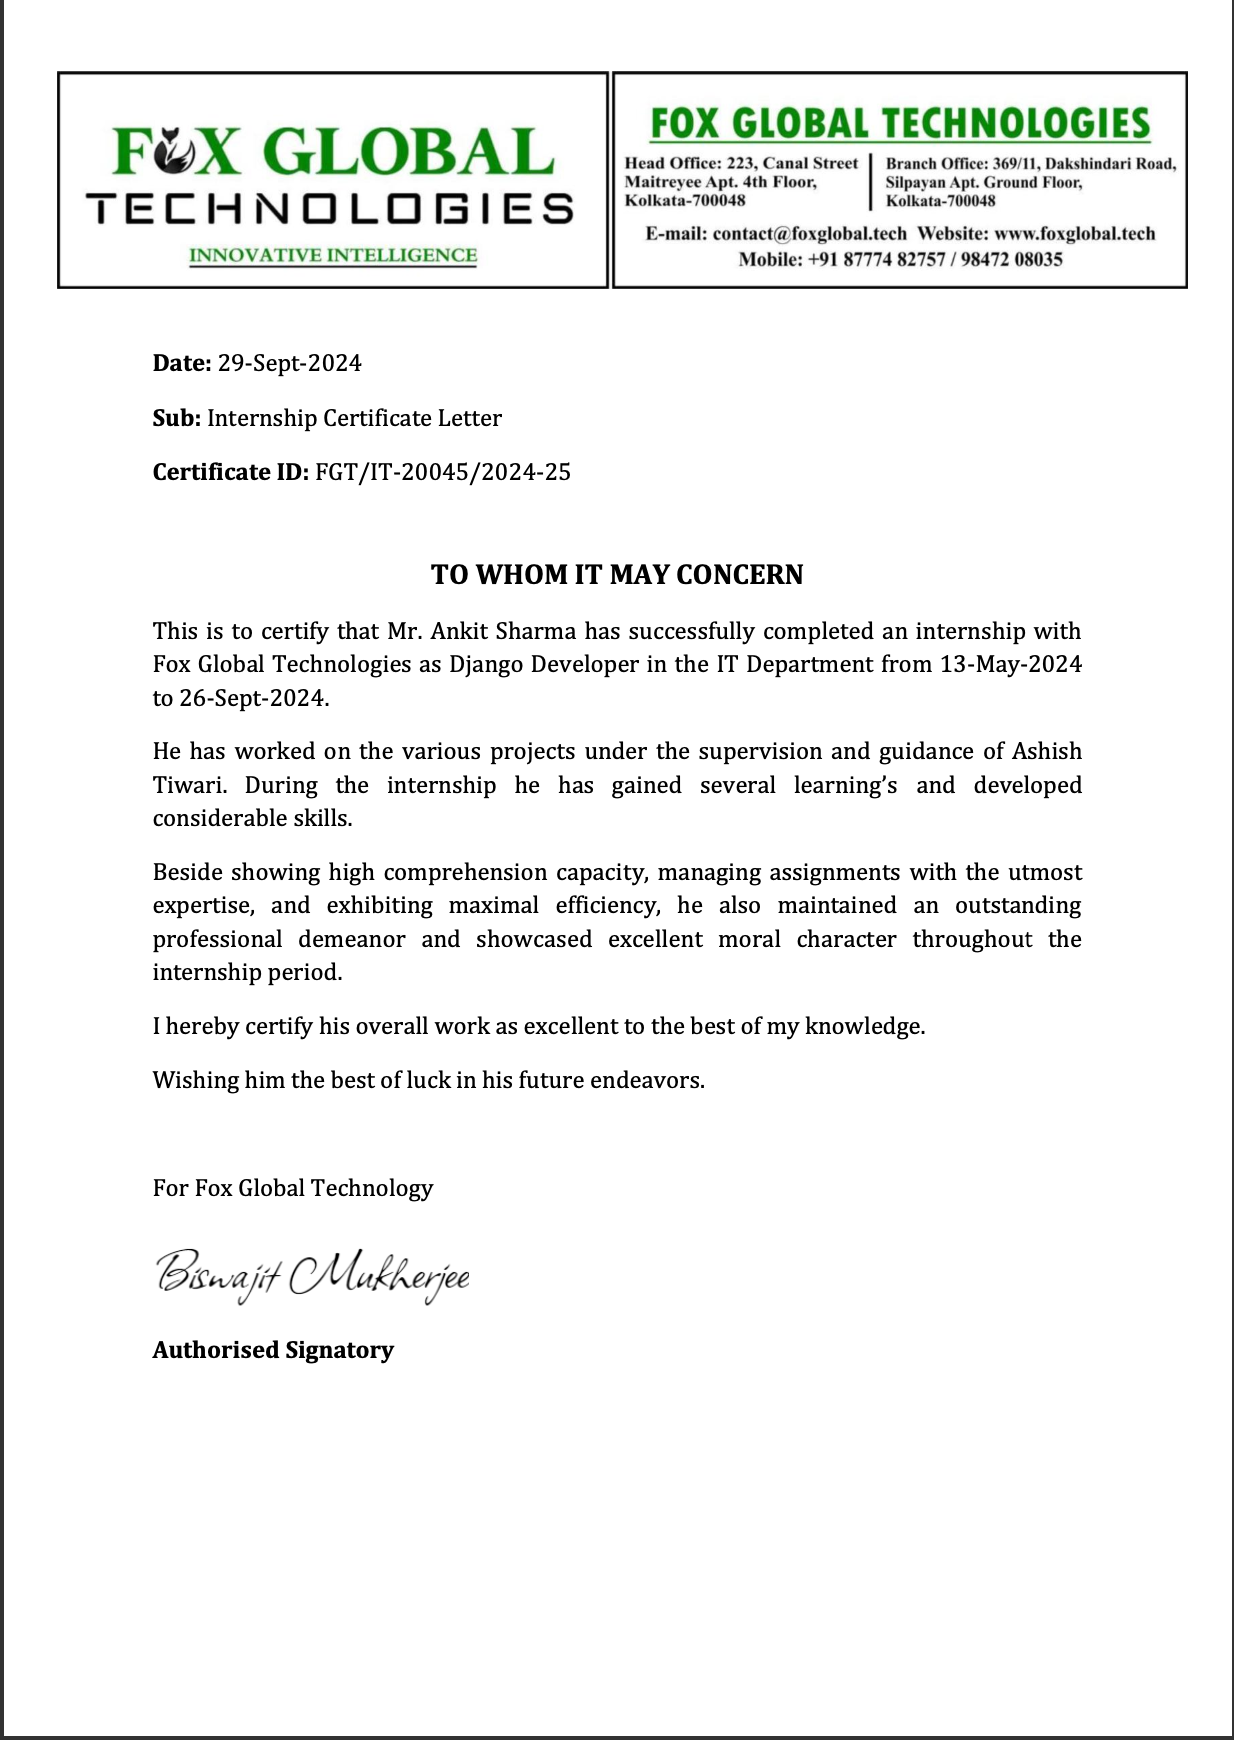 FOX GLOBAL
TECHNOLOGIES
INNOVATIVE INTELLIGENCE
FOX GLOBAL TECHNOLOGIES
Head Office: 223, Canal Street
Maitreyee Apt. 4th Floor,
Kolkata-700048
Branch Office: 369/11, Dakshindari Road,
Silpayan Apt. Ground Floor,
Kolkata-700048
E-mail: contact@foxglobal.tech Website: www.foxglobal.tech
Mobile: +91 87774 82757 / 98472 08035
Date: 29-Sept-2024
Sub: Internship Certificate Letter
Certificate ID: FGT/IT-20045/2024-25
TO WHOM IT MAY CONCERN
This is to certify that Mr. Ankit Sharma has successfully completed an internship with
Fox Global Technologies as Django Developer in the IT Department from 13-May-2024
to 26-Sept-2024.
He has worked on the various projects under the supervision and guidance of Ashish
Tiwari. During the internship he has gained several learning’s and developed
considerable skills.
Beside showing high comprehension capacity, managing assignments with the utmost
expertise, and exhibiting maximal efficiency, he also maintained an outstanding
professional demeanor and showcased excellent moral character throughout the
internship period.
I hereby certify his overall work as excellent to the best of my knowledge.
Wishing him the best of luck in his future endeavors.
For Fox Global Technology
Biswajit Mukherjee
Authorised Signatory